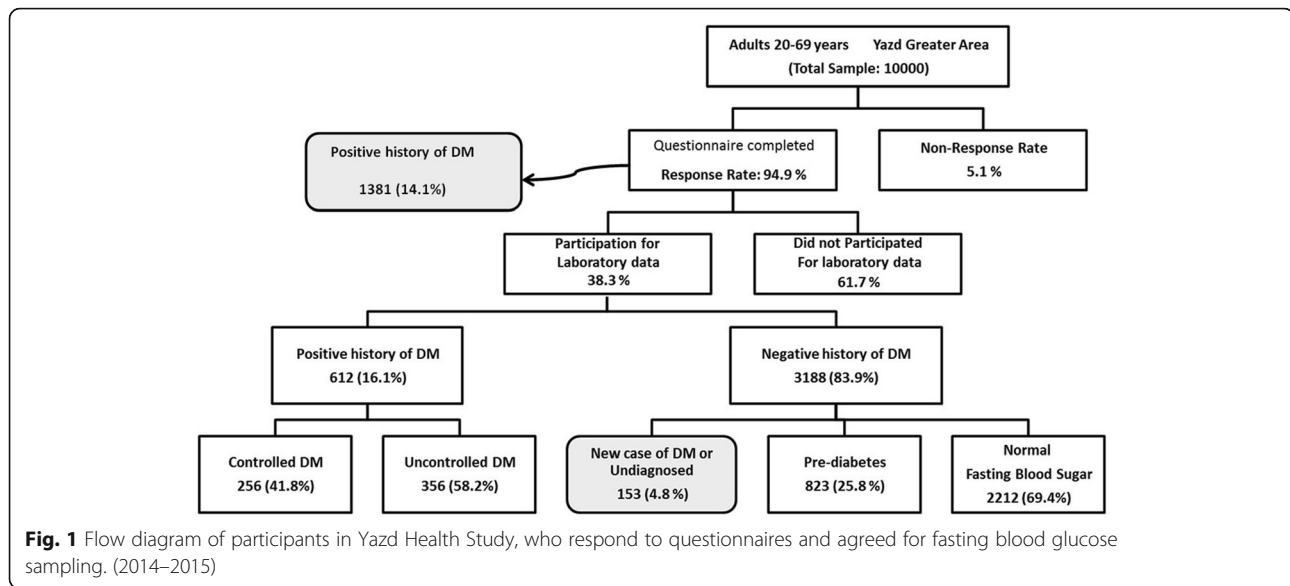 Adults 20-69 years Yazd Greater Area
(Total Sample: 10000)
Positive history of DM
1381 (14.1%)
Questionnaire completed
Response Rate: 94.9 %
Non-Response Rate
5.1 %
Participation for
Laboratory data
38.3 %
Did not Participated
For laboratory data
61.7 %
Positive history of DM
612 (16.1%)
Negative history of DM
3188 (83.9%)
Controlled DM
256 (41.8%)
Uncontrolled DM
356 (58.2%)
New case of DM or
Undiagnosed
153 (4.8 %)
Pre-diabetes
823 (25.8 %)
Normal
Fasting Blood Sugar
2212 (69.4%)
Fig. 1 Flow diagram of participants in Yazd Health Study, who respond to questionnaires and agreed for fasting blood glucose
sampling. (2014–2015)